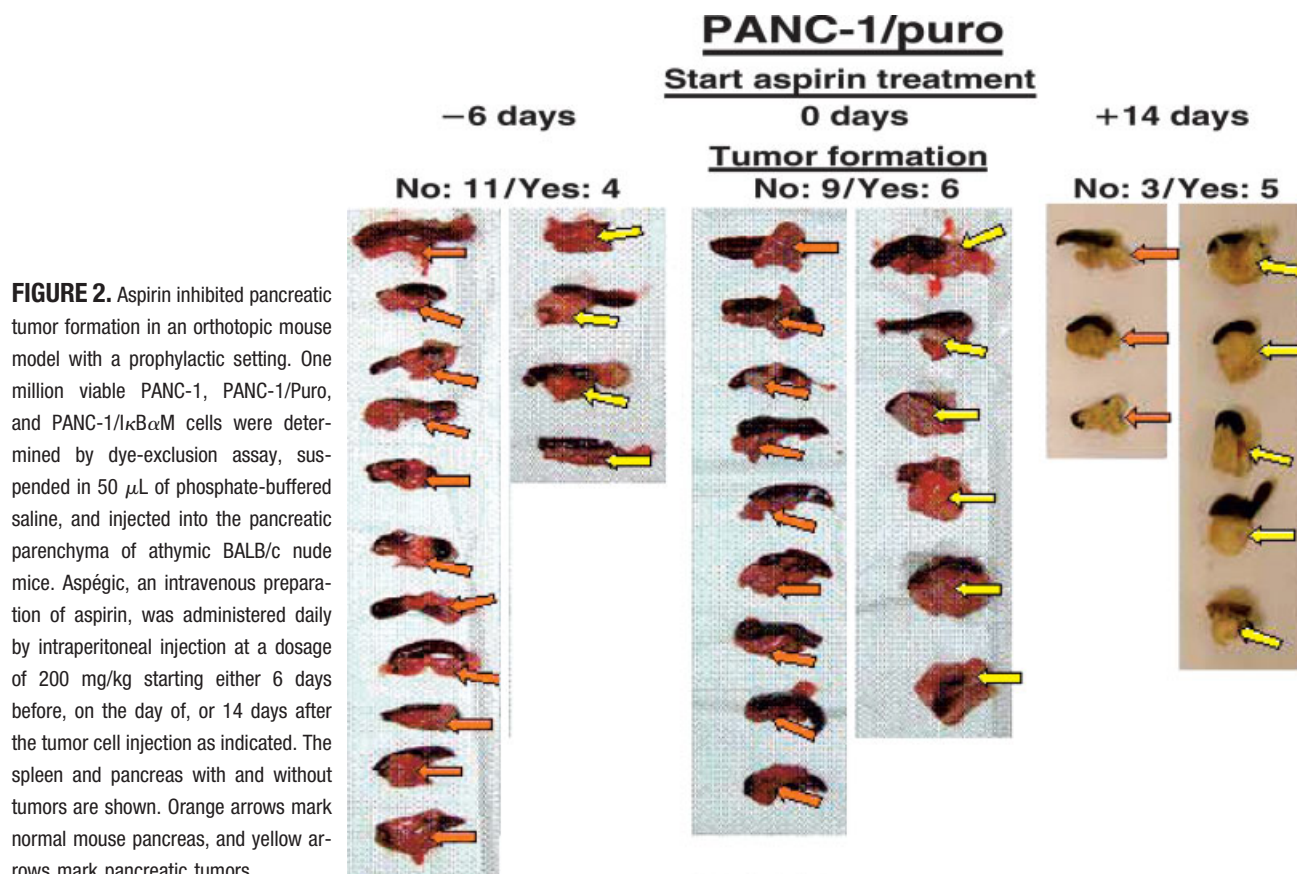 PANC-1/puro
Start aspirin treatment
−6 days
0 days
+14 days
Tumor formation
No: 11/Yes: 4
No: 9/Yes: 6
No: 3/Yes: 5
FIGURE 2. Aspirin inhibited pancreatic
tumor formation in an orthotopic mouse
model with a prophylactic setting. One
million viable PANC-1, PANC-1/Puro,
and PANC-1/IκBαM cells were deter-
mined by dye-exclusion assay, sus-
pended in 50 μL of phosphate-buffered
saline, and injected into the pancreatic
parenchyma of athymic BALB/c nude
mice. Aspégic, an intravenous prepara-
tion of aspirin, was administered daily
by intraperitoneal injection at a dosage
of 200 mg/kg starting either 6 days
before, on the day of, or 14 days after
the tumor cell injection as indicated. The
spleen and pancreas with and without
tumors are shown. Orange arrows mark
normal mouse pancreas, and yellow ar-
rows mark pancreatic tumors